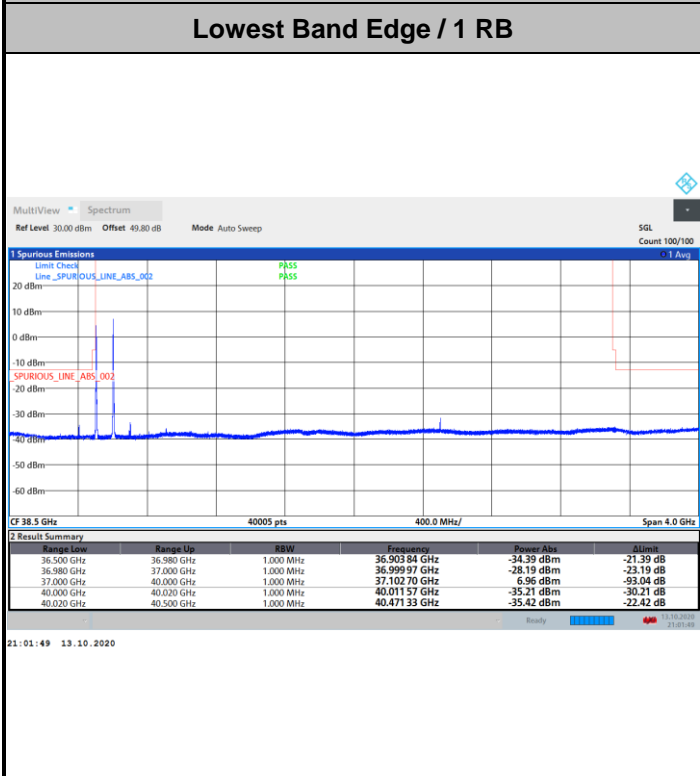 Lowest Band Edge / 1 RB
MultiView Spectrum
Ref Level 30.00 dBm Offset 49.80 dB Mode Auto Sweep SGL
Count 100/100
1 Spurious Emissions 1 Avg
Limit Check PASS
Line _SPURIOUS_LINE_ABS_002 PASS
20 dBm
10 dBm
0 dBm
-10 dBm
_SPURIOUS_LINE_ABS_002
-20 dBm
-30 dBm
-40 dBm
-50 dBm
-60 dBm
CF 38.5 GHz 40005 pts 400.0 MHz/ Span 4.0 GHz
2 Result Summary
Range Low Range Up RBW Frequency Power Abs ΔLimit
36.500 GHz 36.980 GHz 1.000 MHz 36.903 84 GHz -34.39 dBm -21.39 dB
36.980 GHz 37.000 GHz 1.000 MHz 36.999 97 GHz -28.19 dBm -23.19 dB
37.000 GHz 40.000 GHz 1.000 MHz 37.102 70 GHz 6.96 dBm -93.04 dB
40.000 GHz 40.020 GHz 1.000 MHz 40.011 57 GHz -35.21 dBm -30.21 dB
40.020 GHz 40.500 GHz 1.000 MHz 40.471 33 GHz -35.42 dBm -22.42 dB
Ready 13.10.2020
21:01:49
21:01:49 13.10.2020